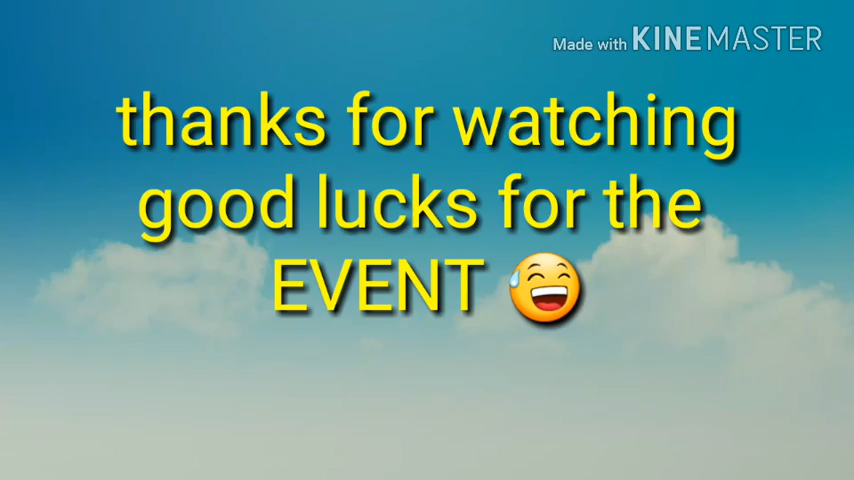 Made with KINEMASTER
thanks for watching
good lucks for the
EVENT 😅